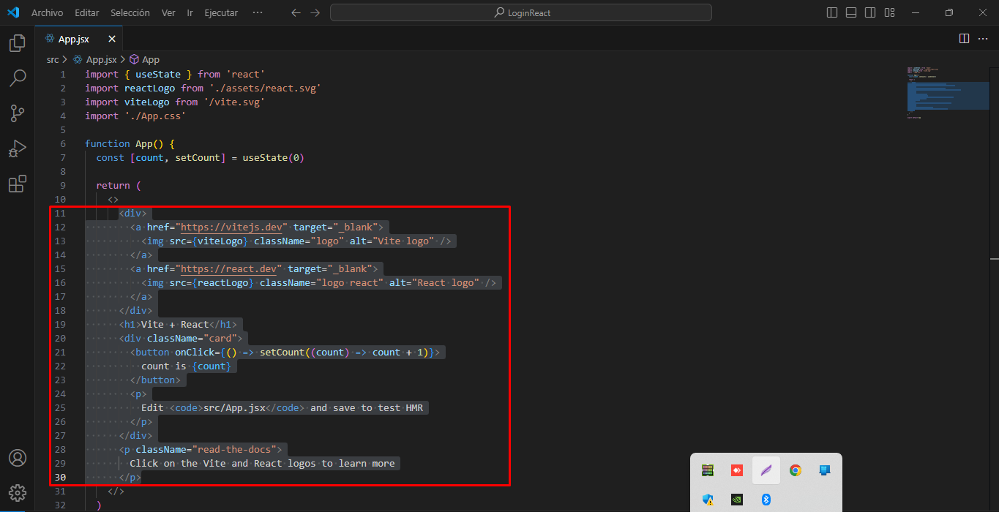 Archivo Editar Selección Ver Ir Ejecutar ··· LoginReact
App.jsx
src > App.jsx > App
1 import { useState } from 'react'
2 import reactLogo from './assets/react.svg'
3 import viteLogo from '/vite.svg'
4 import './App.css'
5
6 function App() {
7 const [count, setCount] = useState(0)
8
9 return (
10 <>
11 <div>
12 <a href="https://vitejs.dev" target="_blank">
13 <img src={viteLogo} className="logo" alt="Vite logo" />
14 </a>
15 <a href="https://react.dev" target="_blank">
16 <img src={reactLogo} className="logo react" alt="React logo" />
17 </a>
18 </div>
19 <h1>Vite + React</h1>
20 <div className="card">
21 <button onClick={() => setCount((count) => count + 1)}>
22 count is {count}
23 </button>
24 <p>
25 Edit <code>src/App.jsx</code> and save to test HMR
26 </p>
27 </div>
28 <p className="read-the-docs">
29 Click on the Vite and React logos to learn more
30 </p>
31 </>
32 )